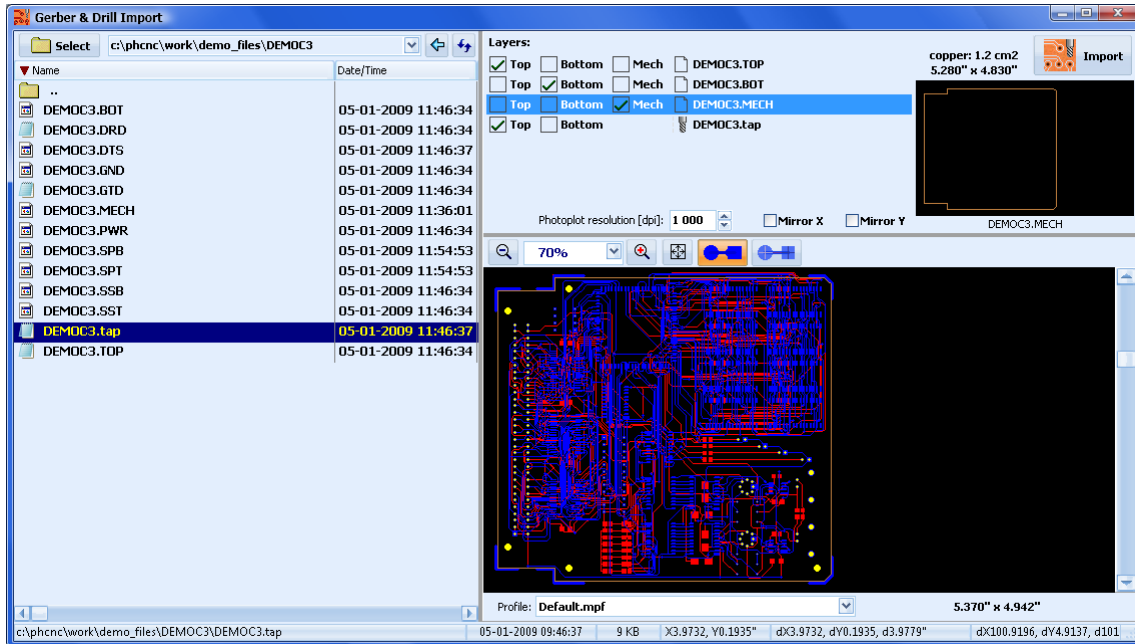 Gerber & Drill Import
Select c:\phcnc\work\demo_files\DEMOC3
Name Date/Time
..
DEMOC3.BOT 05-01-2009 11:46:34
DEMOC3.DRD 05-01-2009 11:46:34
DEMOC3.DTS 05-01-2009 11:46:37
DEMOC3.GND 05-01-2009 11:46:34
DEMOC3.GTD 05-01-2009 11:46:34
DEMOC3.MECH 05-01-2009 11:36:01
DEMOC3.PWR 05-01-2009 11:46:34
DEMOC3.SPB 05-01-2009 11:54:53
DEMOC3.SPT 05-01-2009 11:54:53
DEMOC3.SSB 05-01-2009 11:46:34
DEMOC3.SST 05-01-2009 11:46:34
DEMOC3.tap 05-01-2009 11:46:37
DEMOC3.TOP 05-01-2009 11:46:34
Layers:
Top Bottom Mech DEMOC3.TOP
Top Bottom Mech DEMOC3.BOT
Top Bottom Mech DEMOC3.MECH
Top Bottom DEMOC3.tap
Photoplot resolution [dpi]: 1 000 Mirror X Mirror Y
copper: 1.2 cm2
5.280" x 4.830"
Import
DEMOC3.MECH
70%
Profile: Default.mpf 5.370" x 4.942"
c:\phcnc\work\demo_files\DEMOC3\DEMOC3.tap 05-01-2009 09:46:37 9 KB X3.9732, Y0.1935" dX3.9732, dY0.1935, d3.9779" dX100.9196, dY4.9137, d101